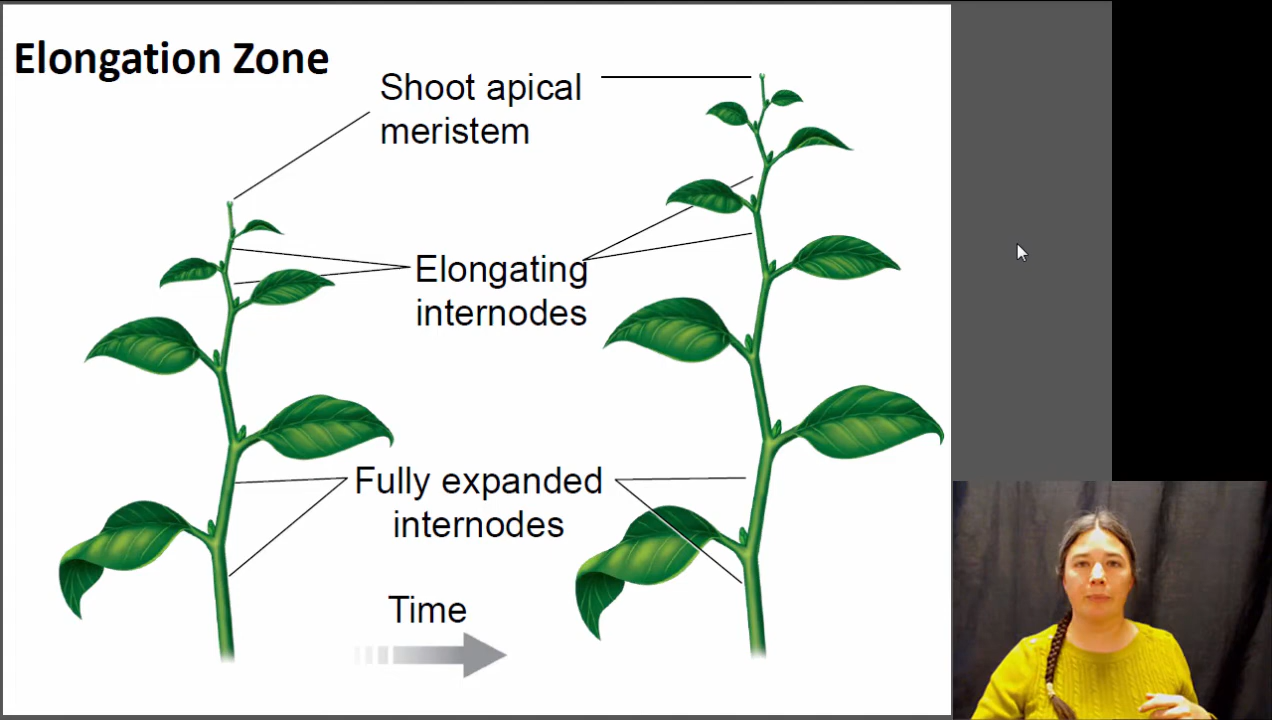 Elongation Zone
Shoot apical
meristem
Elongating
internodes
Fully expanded
internodes
Time